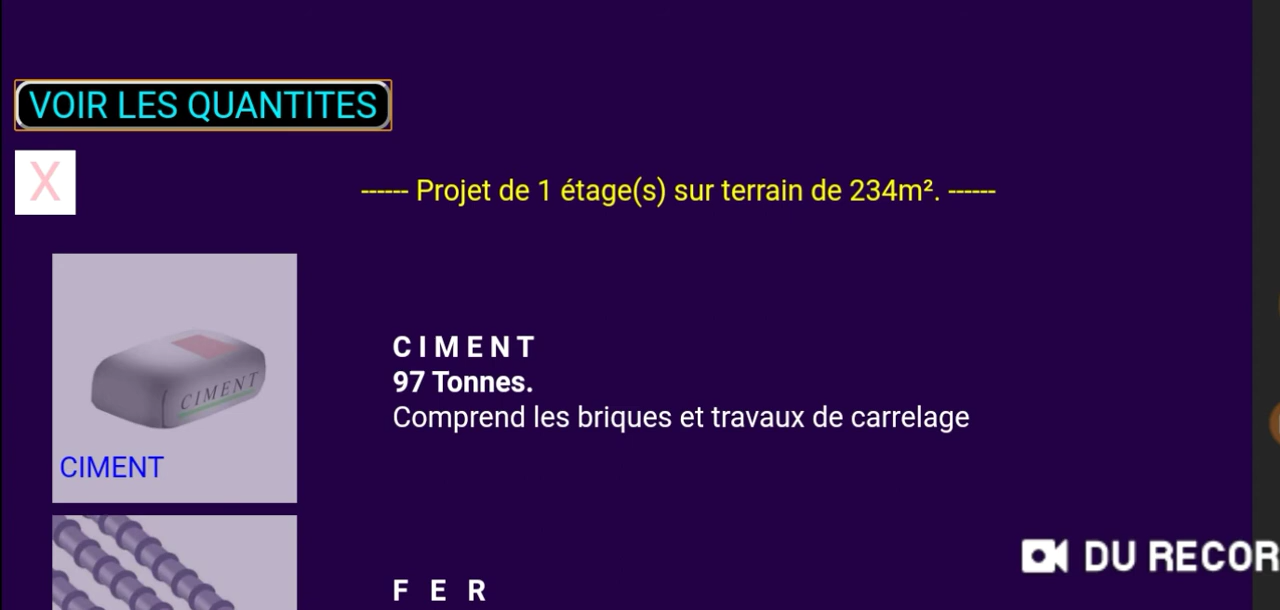 VOIR LES QUANTITES
X
------ Projet de 1 étage(s) sur terrain de 234m². ------
CIMENT
CIMENT
C I M E N T
97 Tonnes.
Comprend les briques et travaux de carrelage
F E R
DU RECOR